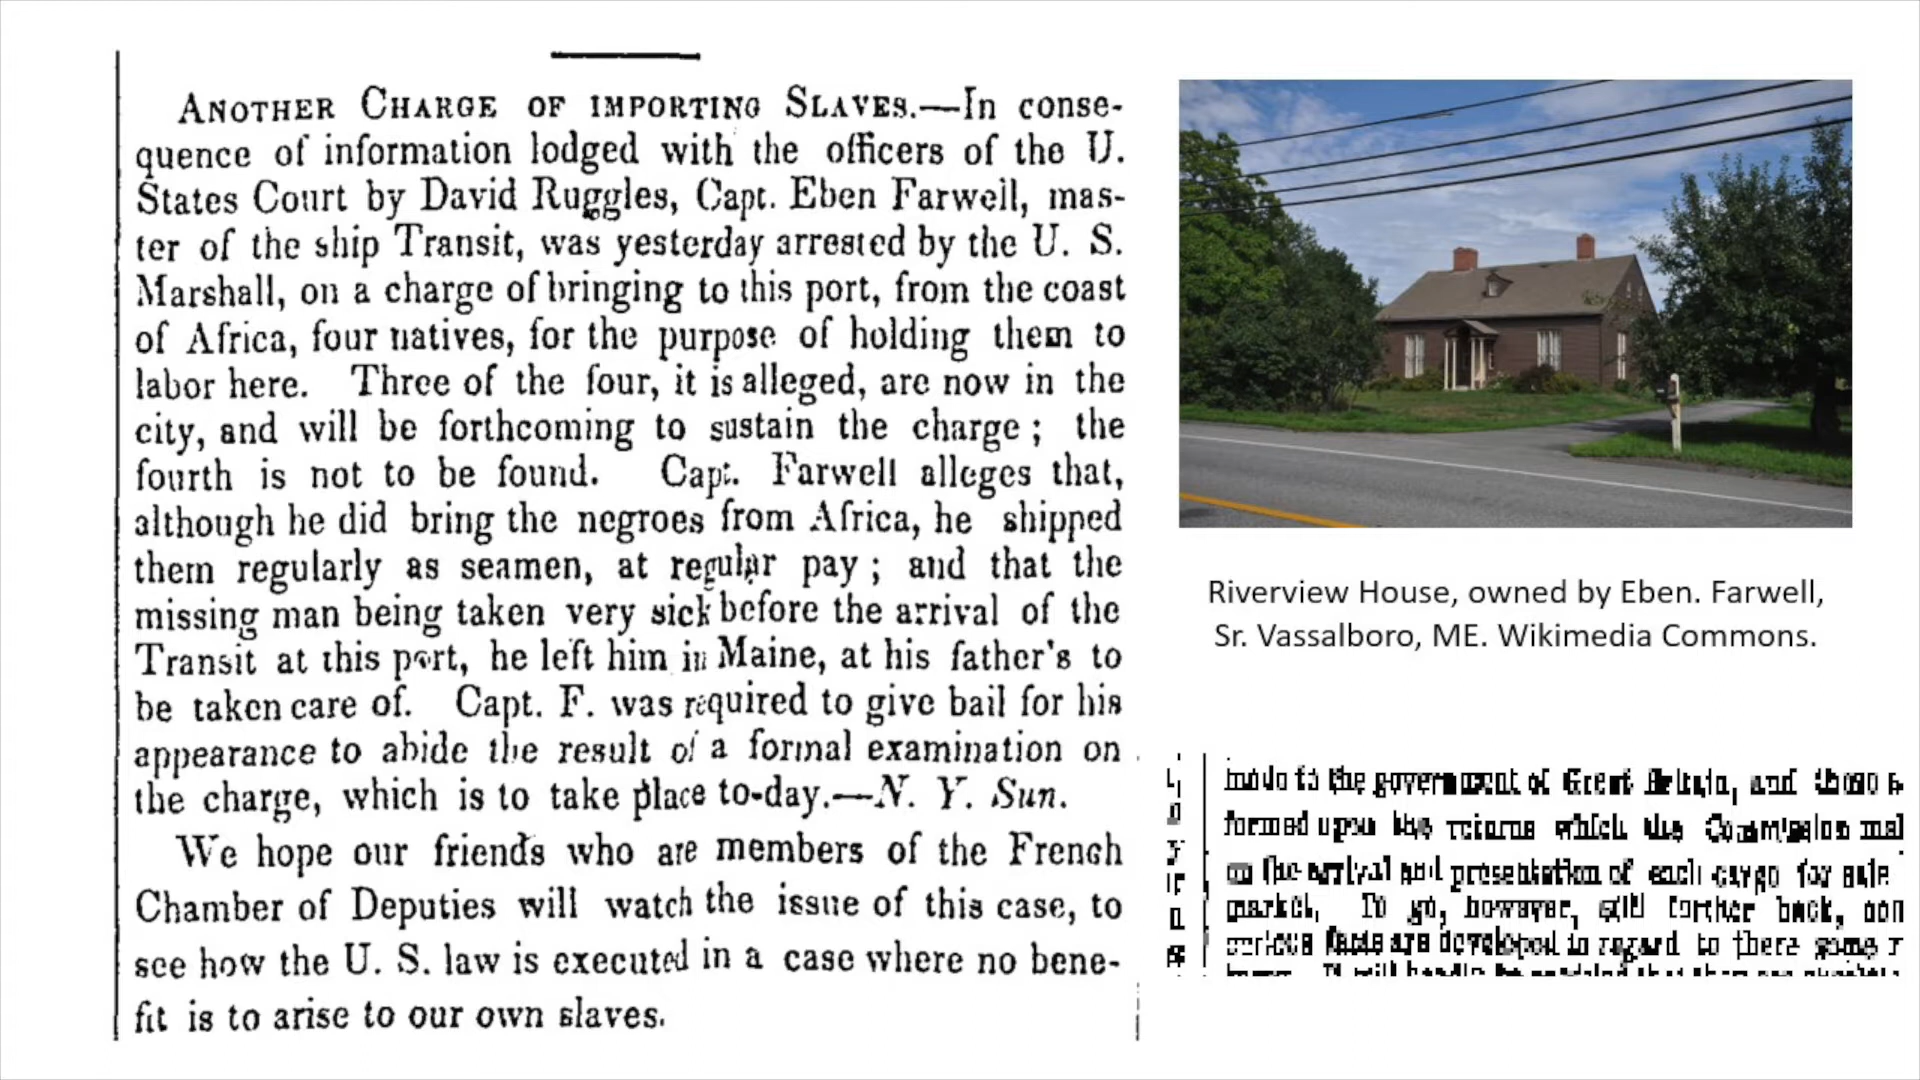 ANOTHER CHARGE OF IMPORTING SLAVES.—In conse-
quence of information lodged with the officers of the U.
States Court by David Ruggles, Capt. Eben Farwell, mas-
ter of the ship Transit, was yesterday arrested by the U. S.
Marshall, on a charge of bringing to this port, from the coast
of Africa, four natives, for the purpose of holding them to
labor here. Three of the four, it is alleged, are now in the
city, and will be forthcoming to sustain the charge; the
fourth is not to be found. Capt. Farwell alleges that,
although he did bring the negroes from Africa, he shipped
them regularly as seamen, at regular pay; and that the
missing man being taken very sick before the arrival of the
Transit at this port, he left him in Maine, at his father's to
be taken care of. Capt. F. was required to give bail for his
appearance to abide the result of a formal examination on
the charge, which is to take place to-day.—N. Y. Sun.
We hope our friends who are members of the French
Chamber of Deputies will watch the issue of this case, to
see how the U. S. law is executed in a case where no bene-
fit is to arise to our own slaves.
Riverview House, owned by Eben. Farwell,
Sr. Vassalboro, ME. Wikimedia Commons.
made to the government of Great Britain, and those
formed upon the returns which the Commission
on the arrival and presentation of each cargo for sale
market. To go, however, still further back,
curious facts are developed in regard to there